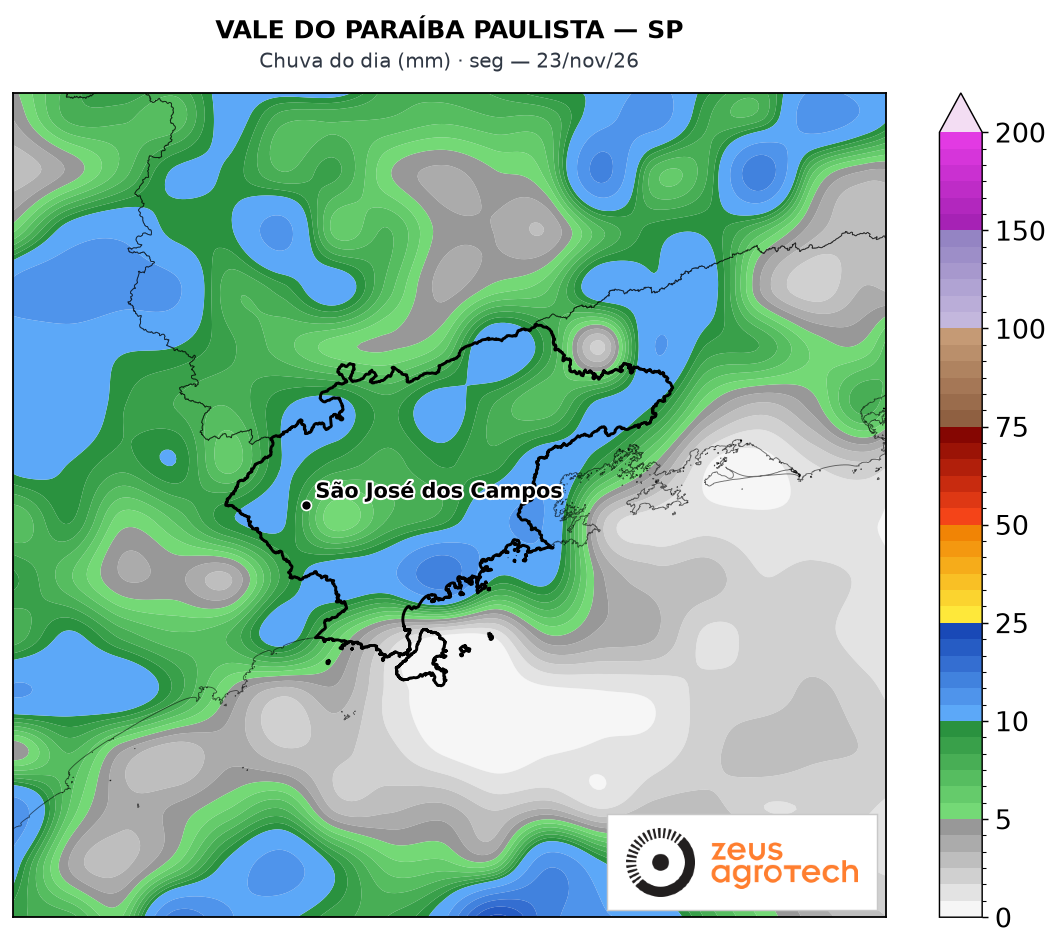 VALE DO PARAÍBA PAULISTA — SP
Chuva do dia (mm) · seg — 23/nov/26
200
150
100
75
50
25
10
5
0
São José dos Campos
zeus
agrotech